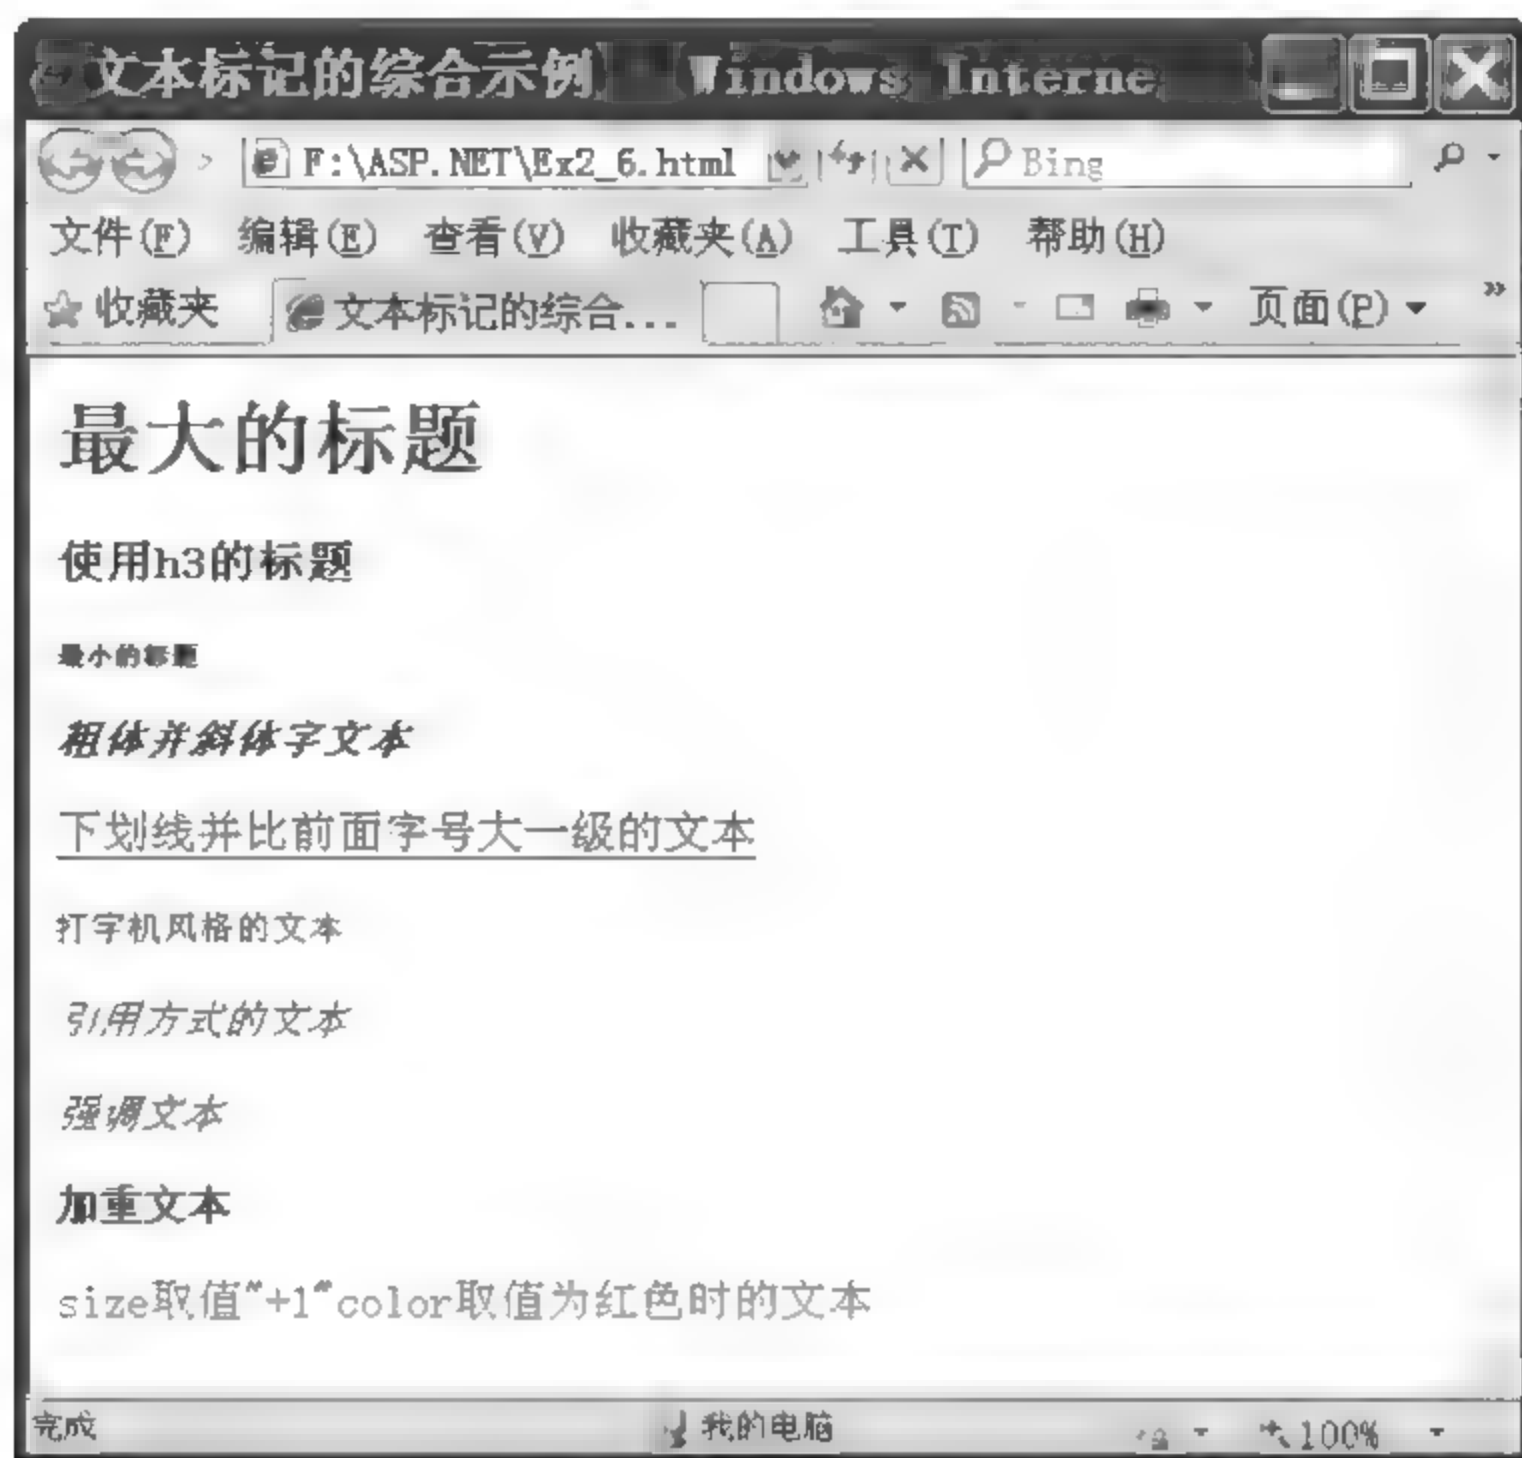 文本标记的综合示例 Windows Interne
F:\ASP.NET\Ex2_6.html Bing
文件(F) 编辑(E) 查看(V) 收藏夹(A) 工具(T) 帮助(H)
收藏夹 文本标记的综合... 页面(P) »
最大的标题
使用h3的标题
最小的标题
粗体并斜体字文本
下划线并比前面字号大一级的文本
打字机风格的文本
引用方式的文本
强调文本
加重文本
size取值"+1"color取值为红色时的文本
完成 我的电脑 100%